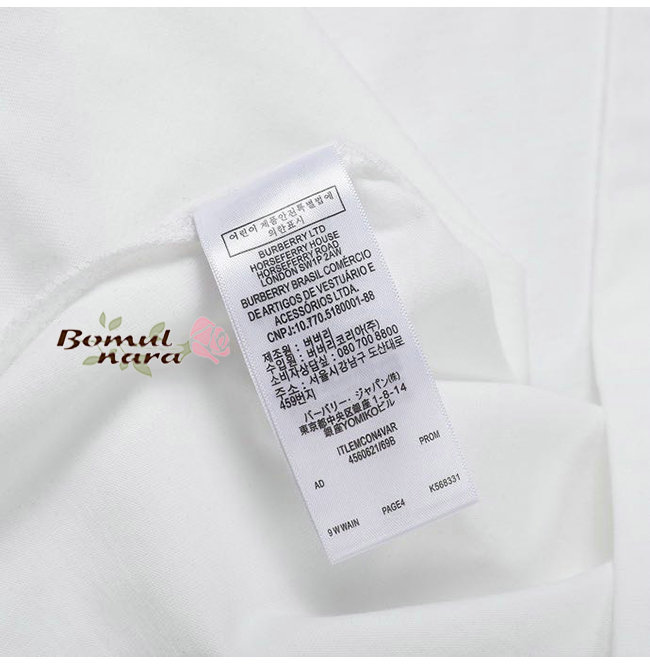 어린이 제품안전특별법에
의한표시
BURBERRY LTD
HORSEFERRY HOUSE
HORSEFERRY ROAD
LONDON SW1P 2AW
BURBERRY BRASIL COMÉRCIO
DE ARTIGOS DE VESTUÁRIO E
ACESSÓRIOS LTDA.
CNPJ:10.770.5180001-88
제조원 : 버버리
수입원 : 버버리코리아(주)
소비자상담실 : 080 700 8800
주소 : 서울시강남구 도산대로
459번지
バーバリー・ジャパン(株)
東京都中央区銀座 1-8-14
銀座YOMIKOビル
ITLEMCON4VAR
4560621/69B
AD PROM
9 W WAIN PAGE4 K568331
Bomul
nara